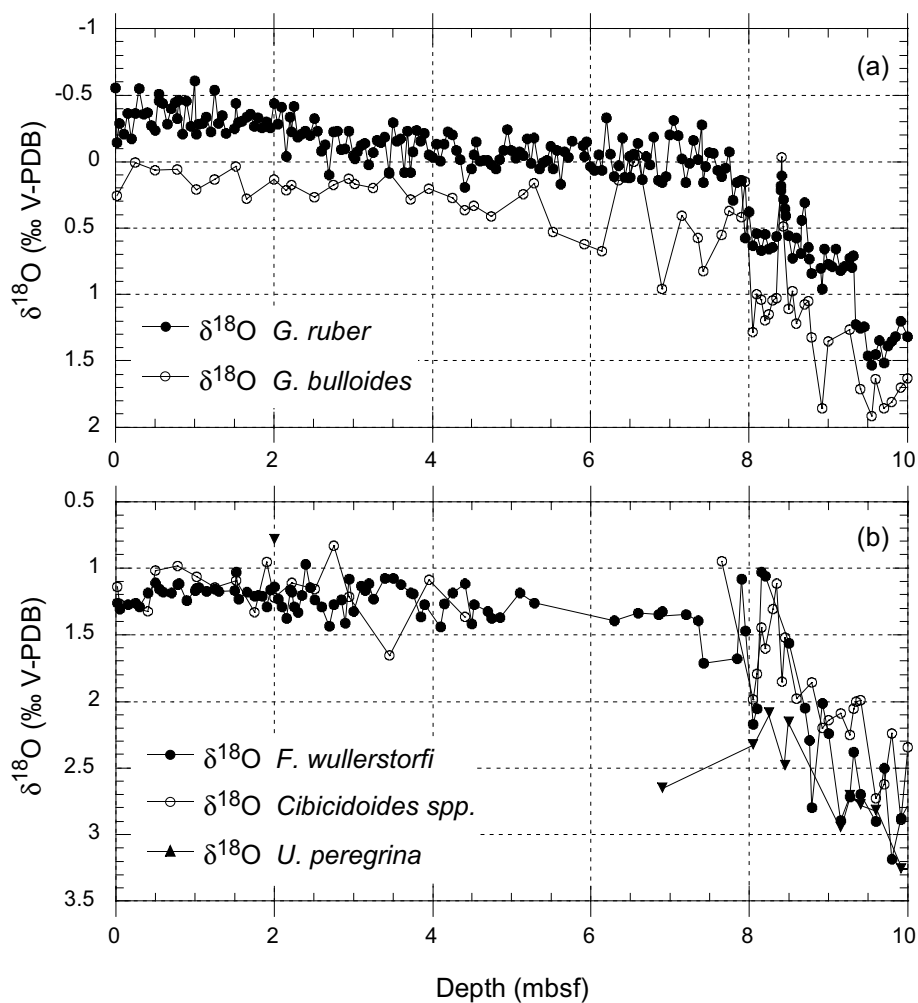 -1
(a)
-0.5
0
0.5
1
1.5
2
δ18O (‰ V-PDB)
δ18O G. ruber
δ18O G. bulloides
0 2 4 6 8 10
0.5
(b)
1
1.5
2
2.5
3
3.5
δ18O (‰ V-PDB)
δ18O F. wullerstorfi
δ18O Cibicidoides spp.
δ18O U. peregrina
0 2 4 6 8 10
Depth (mbsf)